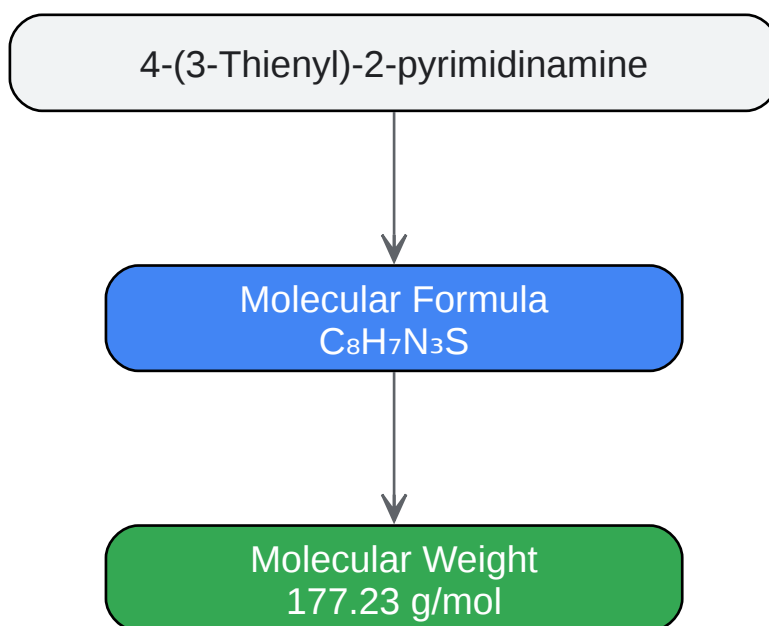 4-(3-Thienyl)-2-pyrimidinamine
Molecular Formula
C₈H₇N₃S
Molecular Weight
177.23 g/mol